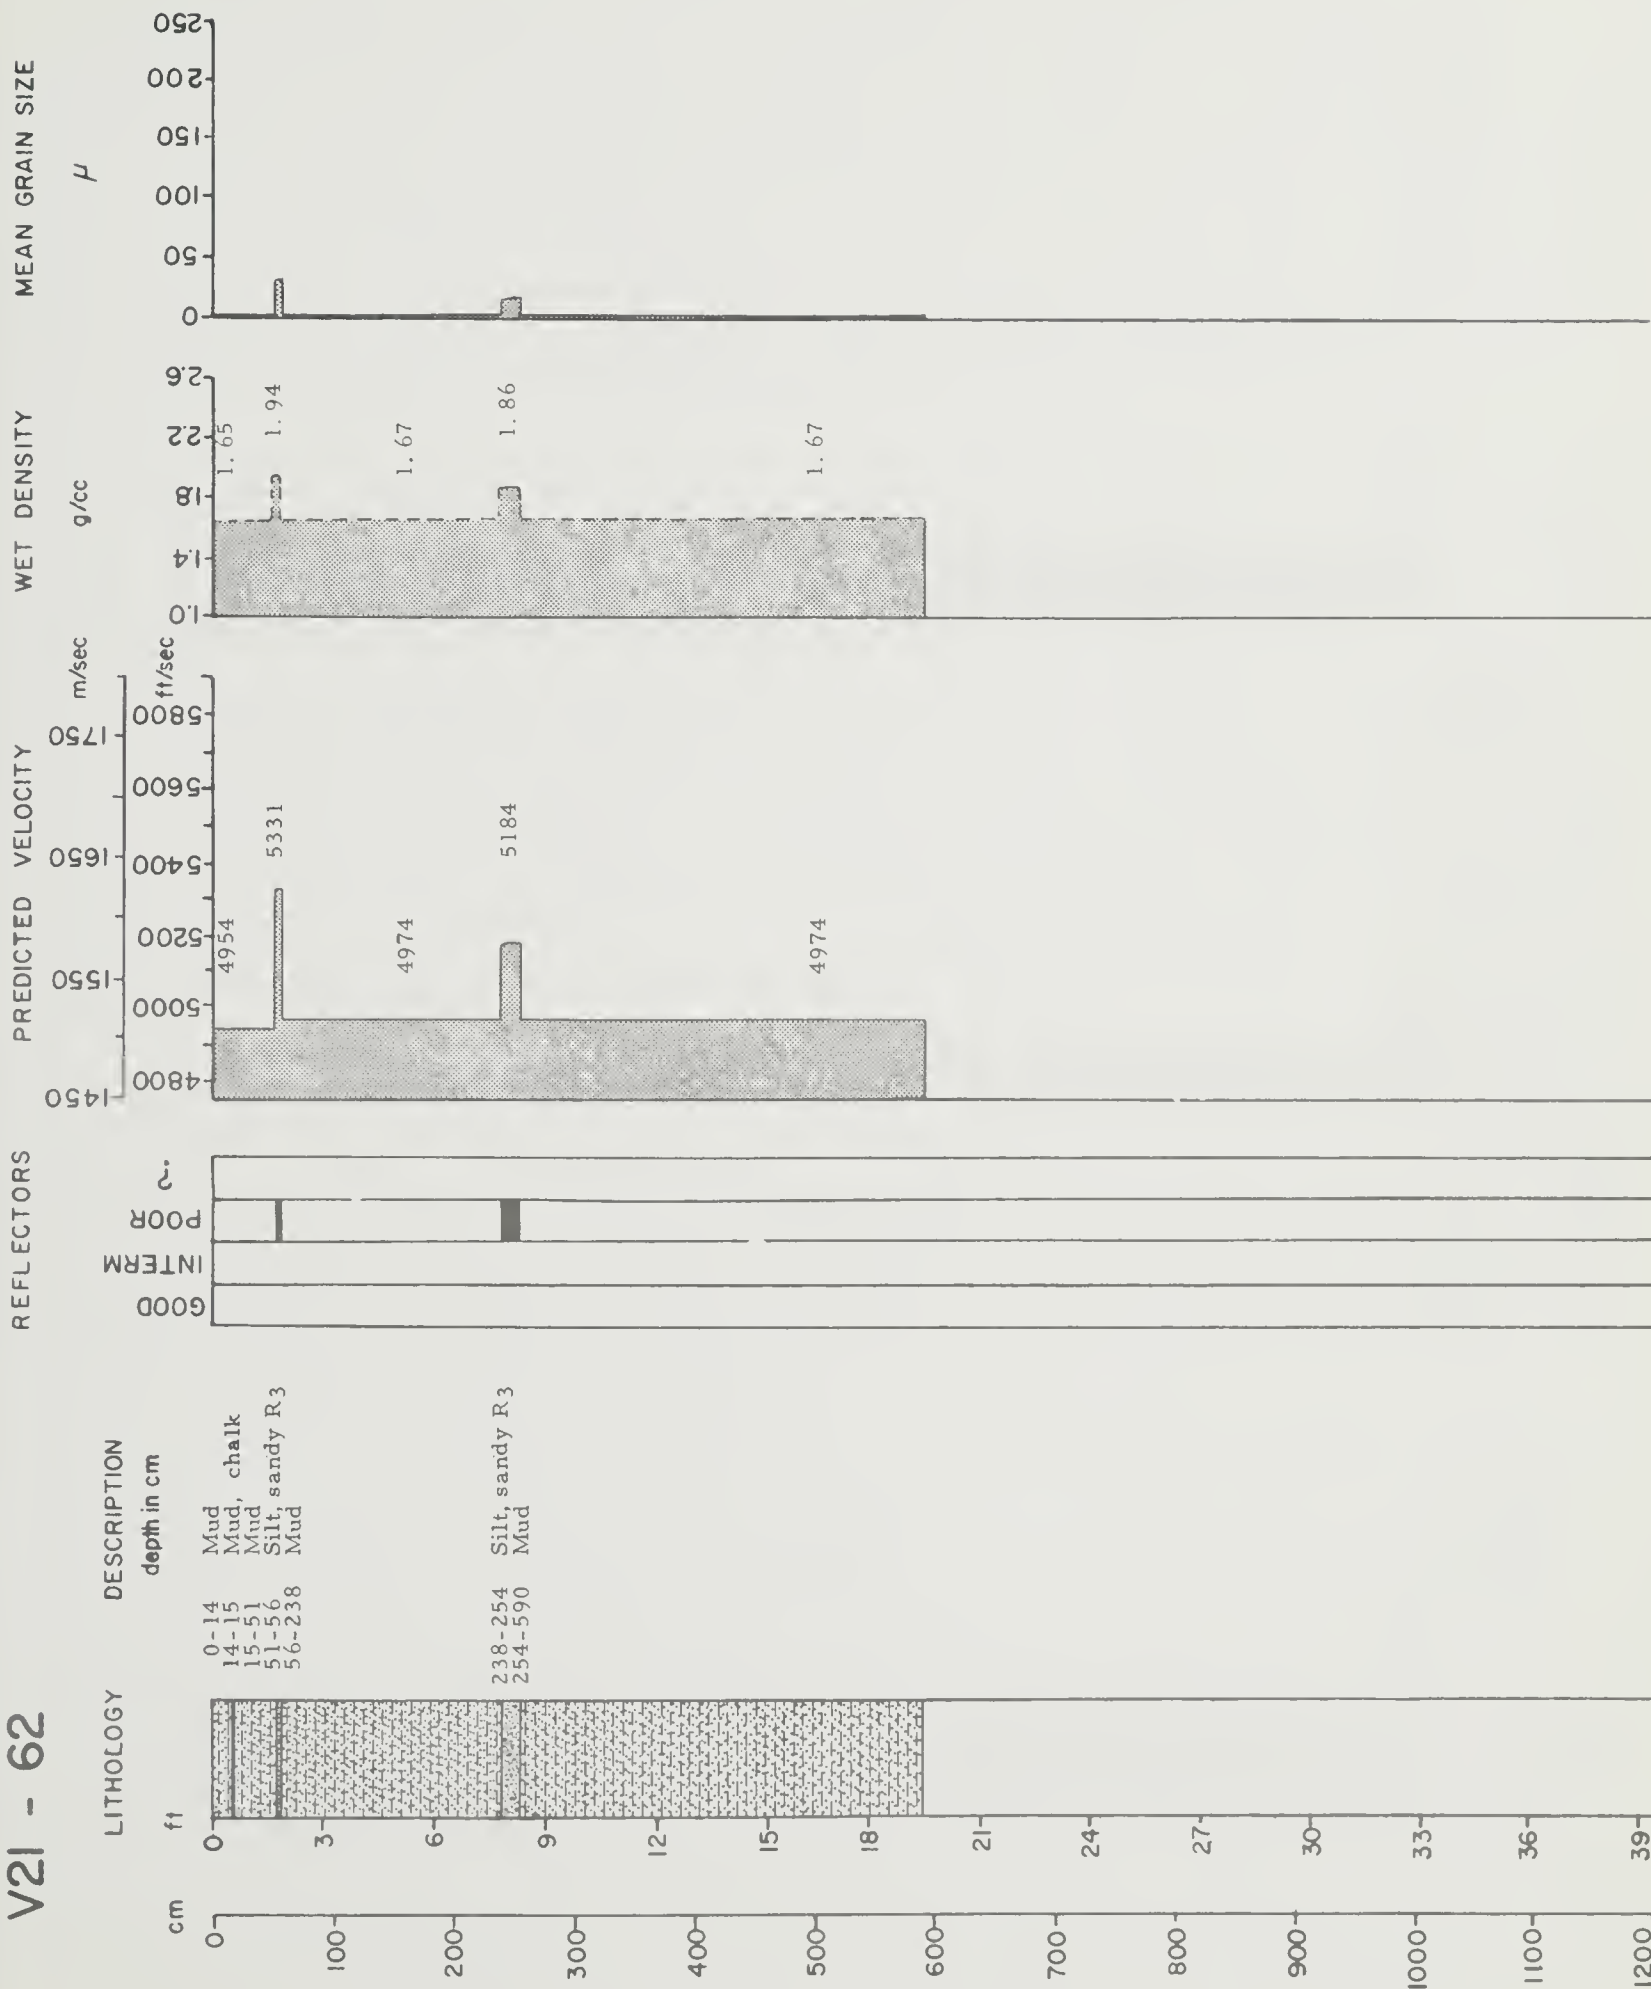 V21 - 62
LITHOLOGY
DESCRIPTION
depth in cm
REFLECTORS
PREDICTED VELOCITY
WET DENSITY
MEAN GRAIN SIZE
cm
ft
GOOD
INTERM
POOR
?
m/sec
1450
1550
1650
1750
ft/sec
4800
5000
5200
5400
5600
5800
g/cc
1.0
1.4
1.8
2.2
2.6
μ
0
50
100
150
200
250
0-14 Mud
14-15 Mud, chalk
15-51 Mud
51-56 Silt, sandy R3
56-238 Mud
238-254 Silt, sandy R3
254-590 Mud
4954
5331
4974
5184
4974
1.65
1.94
1.67
1.86
1.67
0
3
6
9
12
15
18
21
24
27
30
33
36
39
0
100
200
300
400
500
600
700
800
900
1000
1100
1200